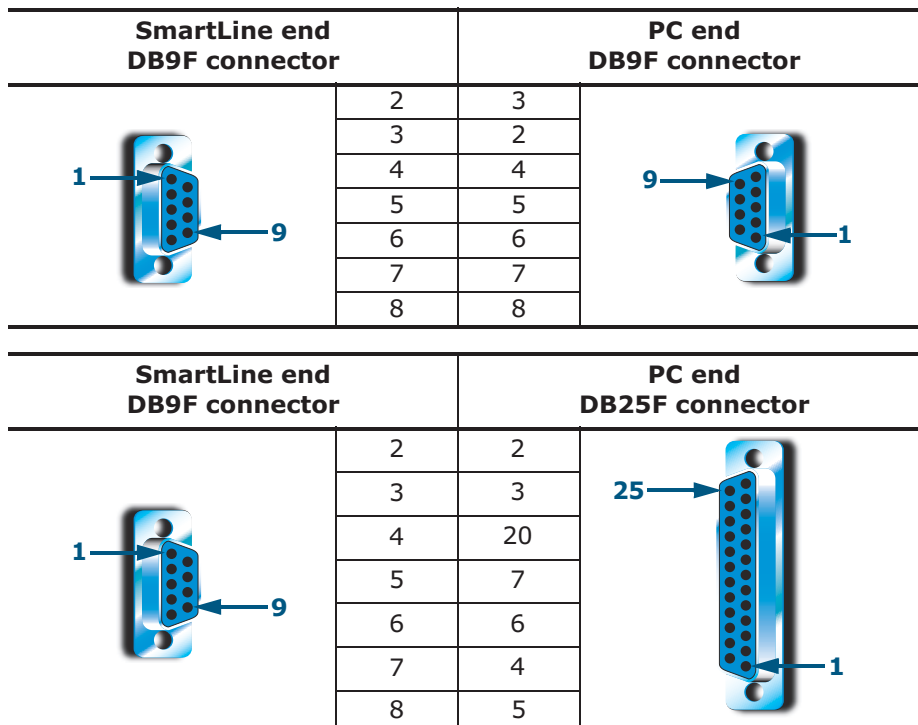 SmartLine end
DB9F connector
PC end
DB9F connector
2 3
3 2
4 4
5 5
6 6
7 7
8 8
1
9
9
1
SmartLine end
DB9F connector
PC end
DB25F connector
2 2
3 3
4 20
5 7
6 6
7 4
8 5
1
9
25
1